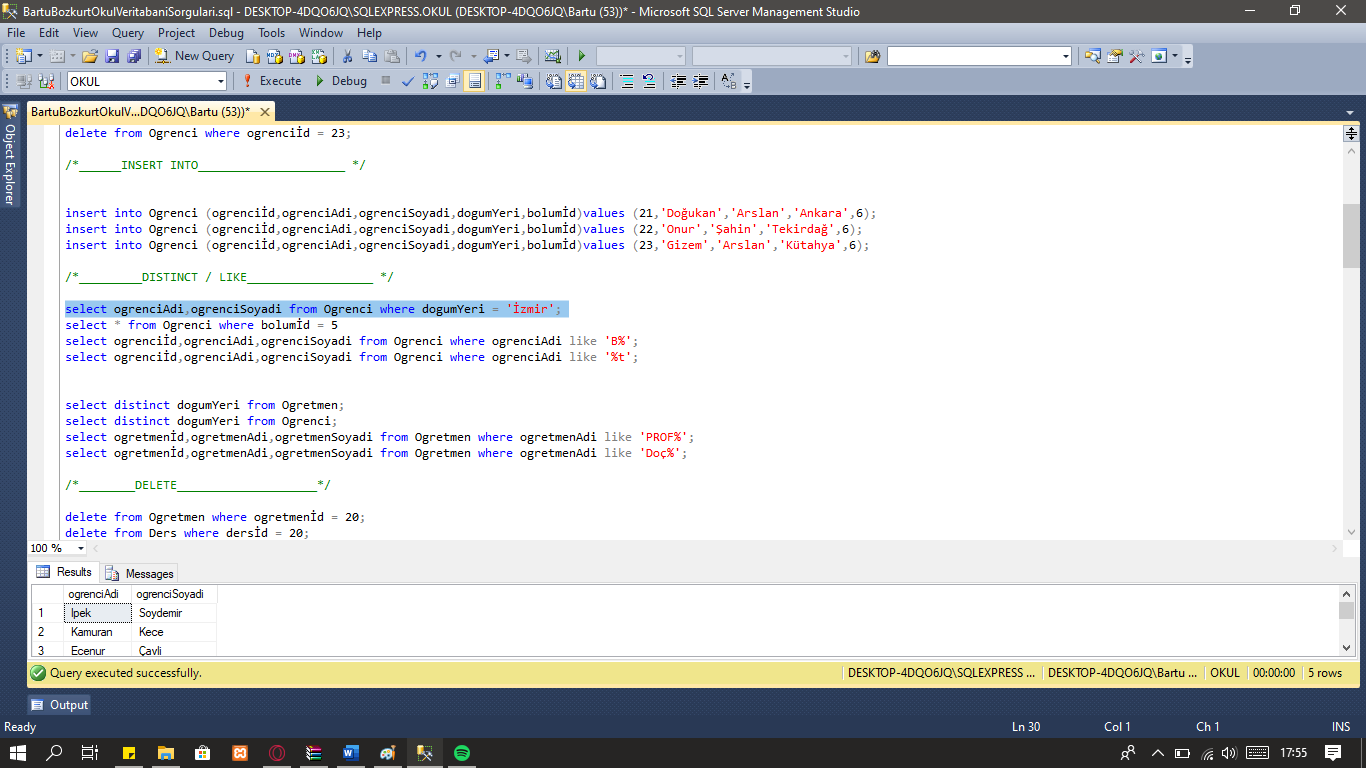 BartuBozkurtOkulVeritabaniSorgulari.sql - DESKTOP-4DQO6JQ\SQLEXPRESS.OKUL (DESKTOP-4DQO6JQ\Bartu (53))* - Microsoft SQL Server Management Studio
File Edit View Query Project Debug Tools Window Help
New Query
OKUL Execute Debug
BartuBozkurtOkulV...DQO6JQ\Bartu (53))*
Object Explorer
delete from Ogrenci where ogrenciİd = 23;
/*______INSERT INTO_____________________ */
insert into Ogrenci (ogrenciİd,ogrenciAdi,ogrenciSoyadi,dogumYeri,bolumİd)values (21,'Doğukan','Arslan','Ankara',6);
insert into Ogrenci (ogrenciİd,ogrenciAdi,ogrenciSoyadi,dogumYeri,bolumİd)values (22,'Onur','Şahin','Tekirdağ',6);
insert into Ogrenci (ogrenciİd,ogrenciAdi,ogrenciSoyadi,dogumYeri,bolumİd)values (23,'Gizem','Arslan','Kütahya',6);
/*_________DISTINCT / LIKE__________________ */
select ogrenciAdi,ogrenciSoyadi from Ogrenci where dogumYeri = 'İzmir';
select * from Ogrenci where bolumİd = 5
select ogrenciİd,ogrenciAdi,ogrenciSoyadi from Ogrenci where ogrenciAdi like 'B%';
select ogrenciİd,ogrenciAdi,ogrenciSoyadi from Ogrenci where ogrenciAdi like '%t';
select distinct dogumYeri from Ogretmen;
select distinct dogumYeri from Ogrenci;
select ogretmenİd,ogretmenAdi,ogretmenSoyadi from Ogretmen where ogretmenAdi like 'PROF%';
select ogretmenİd,ogretmenAdi,ogretmenSoyadi from Ogretmen where ogretmenAdi like 'Doç%';
/*________DELETE____________________*/
delete from Ogretmen where ogretmenİd = 20;
delete from Ders where dersİd = 20;
100 %
Results Messages
ogrenciAdi ogrenciSoyadi
1 Ipek Soydemir
2 Kamuran Kece
3 Ecenur Çavli
Query executed successfully. DESKTOP-4DQO6JQ\SQLEXPRESS ... DESKTOP-4DQO6JQ\Bartu ... OKUL 00:00:00 5 rows
Output
Ready Ln 30 Col 1 Ch 1 INS
17:55